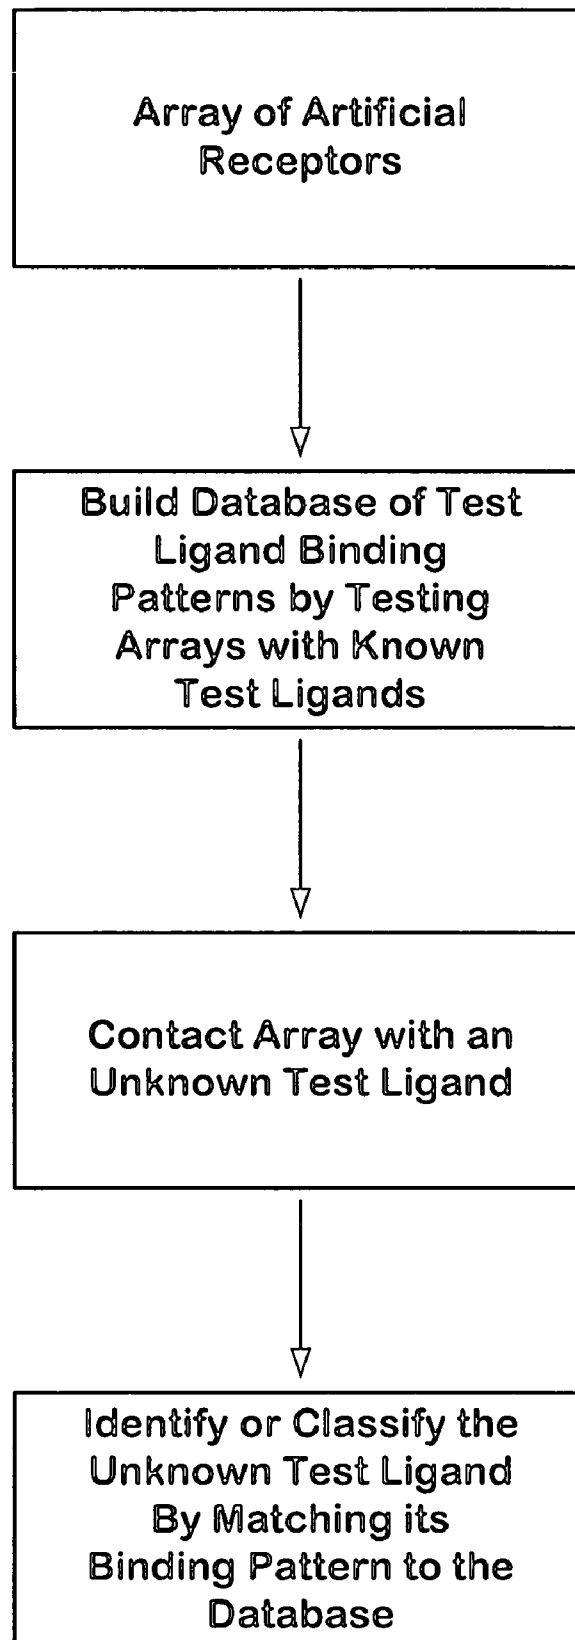 Array of Artificial
Receptors
Build Database of Test
Ligand Binding
Patterns by Testing
Arrays with Known
Test Ligands
Contact Array with an
Unknown Test Ligand
Identify or Classify the
Unknown Test Ligand
By Matching its
Binding Pattern to the
Database